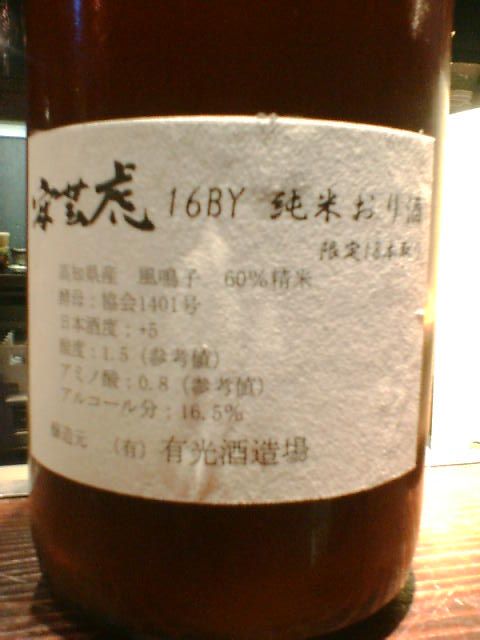 安芸虎 16BY 純米おり酒
限定18本取り
高知県産 風鳴子 60%精米
酵母:協会1401号
日本酒度:+5
酸度:1.5 (参考値)
アミノ酸:0.8 (参考値)
アルコール分:16.5%
醸造元 (有) 有光酒造場